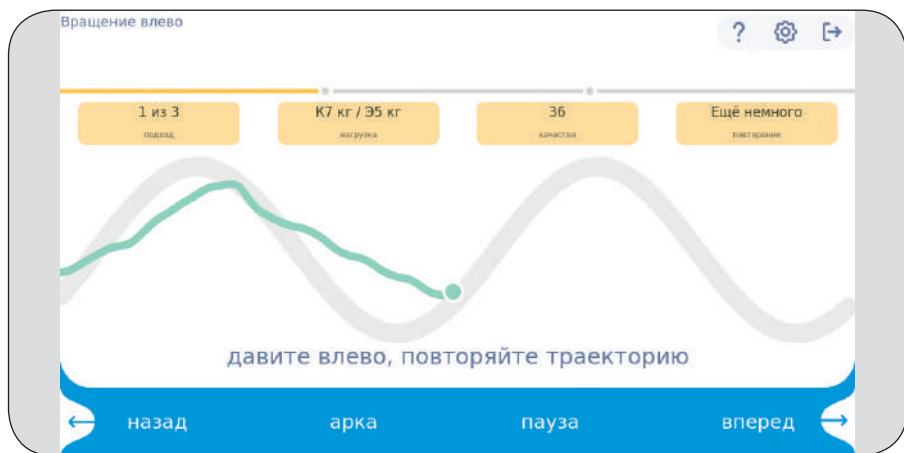 Вращение влево
?
1 из 3
подход
К7 кг / Э5 кг
нагрузка
36
качество
Ещё немного
повторение
давите влево, повторяйте траекторию
← назад арка пауза вперед →